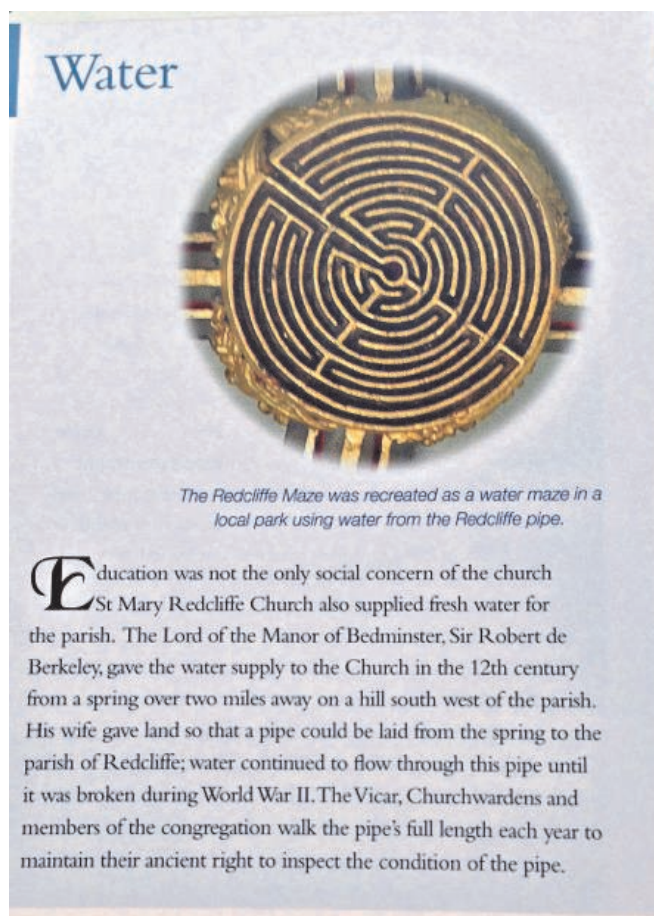 Water
The Redcliffe Maze was recreated as a water maze in a
local park using water from the Redcliffe pipe.
Education was not the only social concern of the church
St Mary Redcliffe Church also supplied fresh water for
the parish. The Lord of the Manor of Bedminster, Sir Robert de
Berkeley, gave the water supply to the Church in the 12th century
from a spring over two miles away on a hill south west of the parish.
His wife gave land so that a pipe could be laid from the spring to the
parish of Redcliffe; water continued to flow through this pipe until
it was broken during World War II. The Vicar, Churchwardens and
members of the congregation walk the pipe's full length each year to
maintain their ancient right to inspect the condition of the pipe.